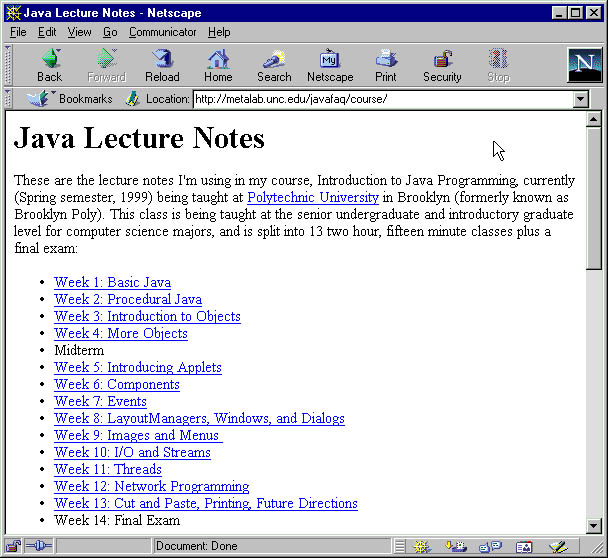 Java Lecture Notes - Netscape
File Edit View Go Communicator Help
Back Forward Reload Home Search Netscape Print Security Stop
My
N
Bookmarks Location: http://metalab.unc.edu/javafaq/course/
Java Lecture Notes
These are the lecture notes I'm using in my course, Introduction to Java Programming, currently
(Spring semester, 1999) being taught at Polytechnic University in Brooklyn (formerly known as
Brooklyn Poly). This class is being taught at the senior undergraduate and introductory graduate
level for computer science majors, and is split into 13 two hour, fifteen minute classes plus a
final exam:
• Week 1: Basic Java
• Week 2: Procedural Java
• Week 3: Introduction to Objects
• Week 4: More Objects
• Midterm
• Week 5: Introducing Applets
• Week 6: Components
• Week 7: Events
• Week 8: LayoutManagers, Windows, and Dialogs
• Week 9: Images and Menus
• Week 10: I/O and Streams
• Week 11: Threads
• Week 12: Network Programming
• Week 13: Cut and Paste, Printing, Future Directions
• Week 14: Final Exam
Document: Done